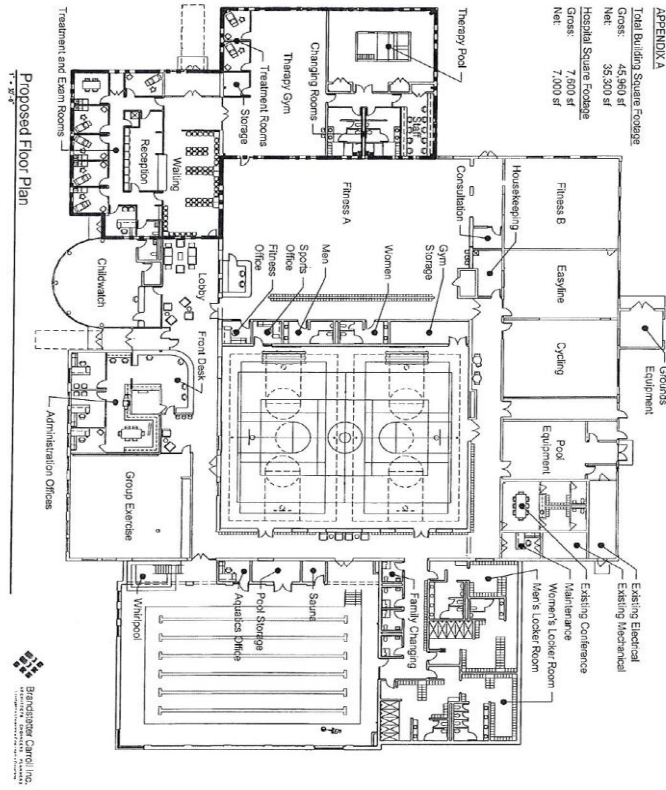 APPENDIX A
Total Building Square Footage
Gross: 45,960 sf
Net: 35,300 sf
Hospital Square Footage
Gross: 7,600 sf
Net: 7,000 sf
Therapy Pool
Changing Rooms
Staff
Therapy Gym
Treatment Rooms
Storage
Treatment and Exam Rooms
Reception
Waiting
Fitness B
Housekeeping
Consultation
Fitness A
Easyline
Gym
Storage
Women
Men
Sports
Office
Fitness
Office
Lobby
Childwatch
Cycling
Grounds
Equipment
Front Desk
Administration Offices
Pool
Equipment
Group Exercise
Existing Electrical
Existing Mechanical
Existing Conference
Maintenance
Women's Locker Room
Men's Locker Room
Family Changing
Sauna
Pool Storage
Aquatics Office
Whirlpool
Proposed Floor Plan
Brandstetter Carroll Inc.
ARCHITECTS ENGINEERS PLANNERS